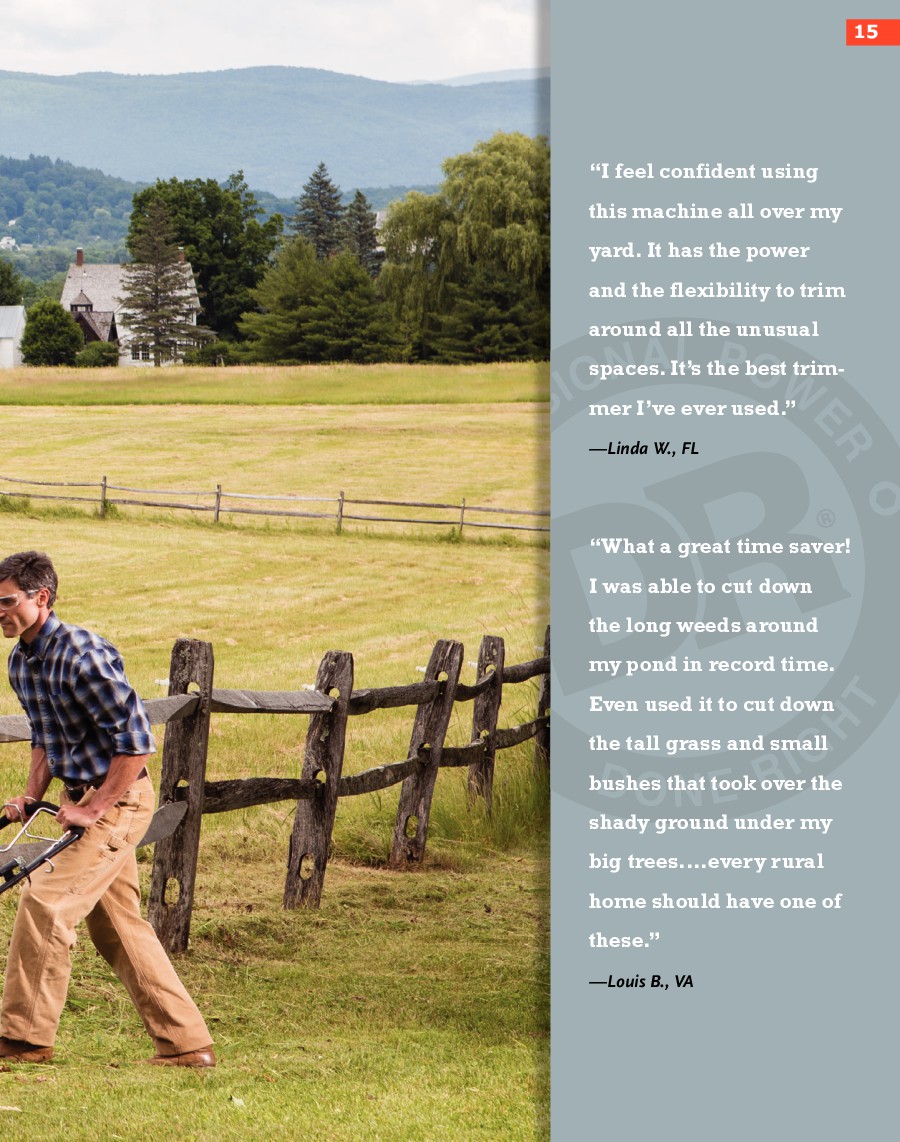 15
“I feel confident using
this machine all over my
yard. It has the power
and the flexibility to trim
around all the unusual
spaces. It’s the best trim-
mer I’ve ever used.”
—Linda W., FL
“What a great time saver!
I was able to cut down
the long weeds around
my pond in record time.
Even used it to cut down
the tall grass and small
bushes that took over the
shady ground under my
big trees....every rural
home should have one of
these.”
—Louis B., VA
POWER
DR®
DONE RIGHT